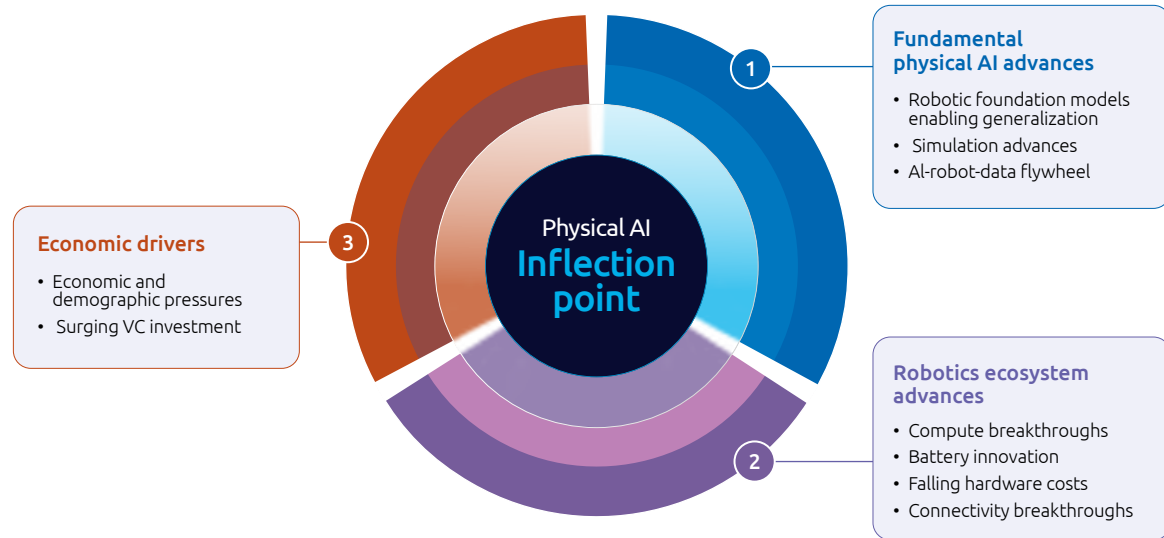 Physical AI
Inflection
point
1
Fundamental
physical AI advances
• Robotic foundation models
enabling generalization
• Simulation advances
• AI-robot-data flywheel
2
Robotics ecosystem
advances
• Compute breakthroughs
• Battery innovation
• Falling hardware costs
• Connectivity breakthroughs
3
Economic drivers
• Economic and
demographic pressures
• Surging VC investment